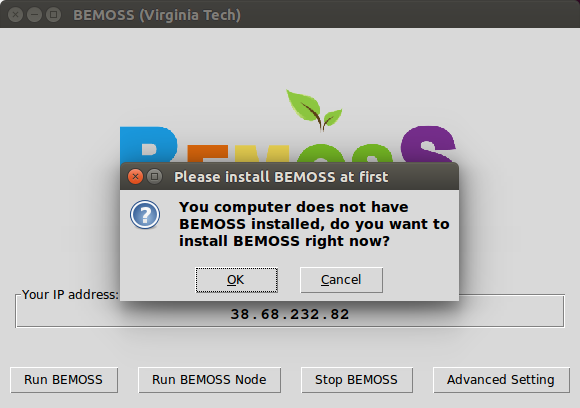 BEMOSS (Virginia Tech)
BEMOSS
Please install BEMOSS at first
You computer does not have
BEMOSS installed, do you want to
install BEMOSS right now?
OK Cancel
Your IP address:
38.68.232.82
Run BEMOSS Run BEMOSS Node Stop BEMOSS Advanced Setting